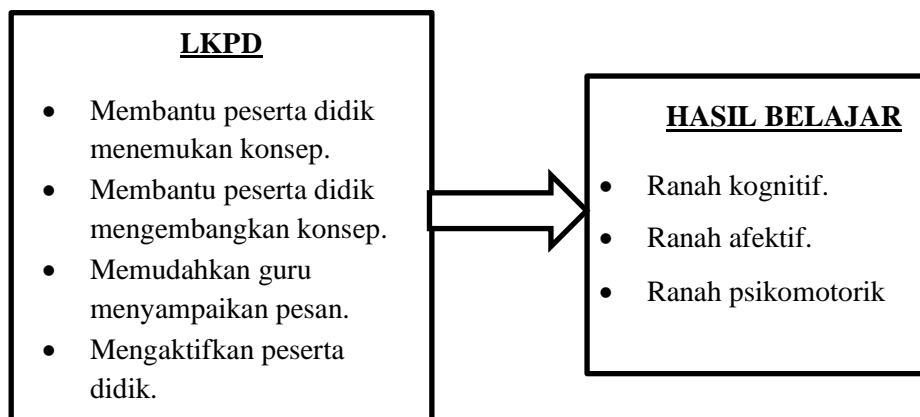 LKPD
• Membantu peserta didik
menemukan konsep.
• Membantu peserta didik
mengembangkan konsep.
• Memudahkan guru
menyampaikan pesan.
• Mengaktifkan peserta
didik.
HASIL BELAJAR
• Ranah kognitif.
• Ranah afektif.
• Ranah psikomotorik